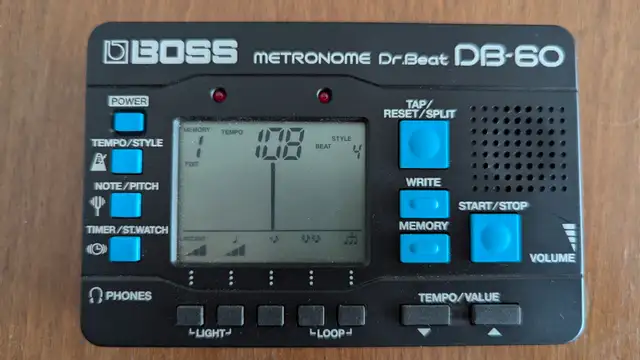 BOSS METRONOME Dr.Beat DB-60
POWER
TAP/
RESET/SPLIT
TEMPO/STYLE
MEMORY TEMPO STYLE
1 108 BEAT 4
NOTE/PITCH
WRITE
START/STOP
TIMER/ST.WATCH
MEMORY
VOLUME
PHONES
TEMPO/VALUE
LIGHT
LOOP